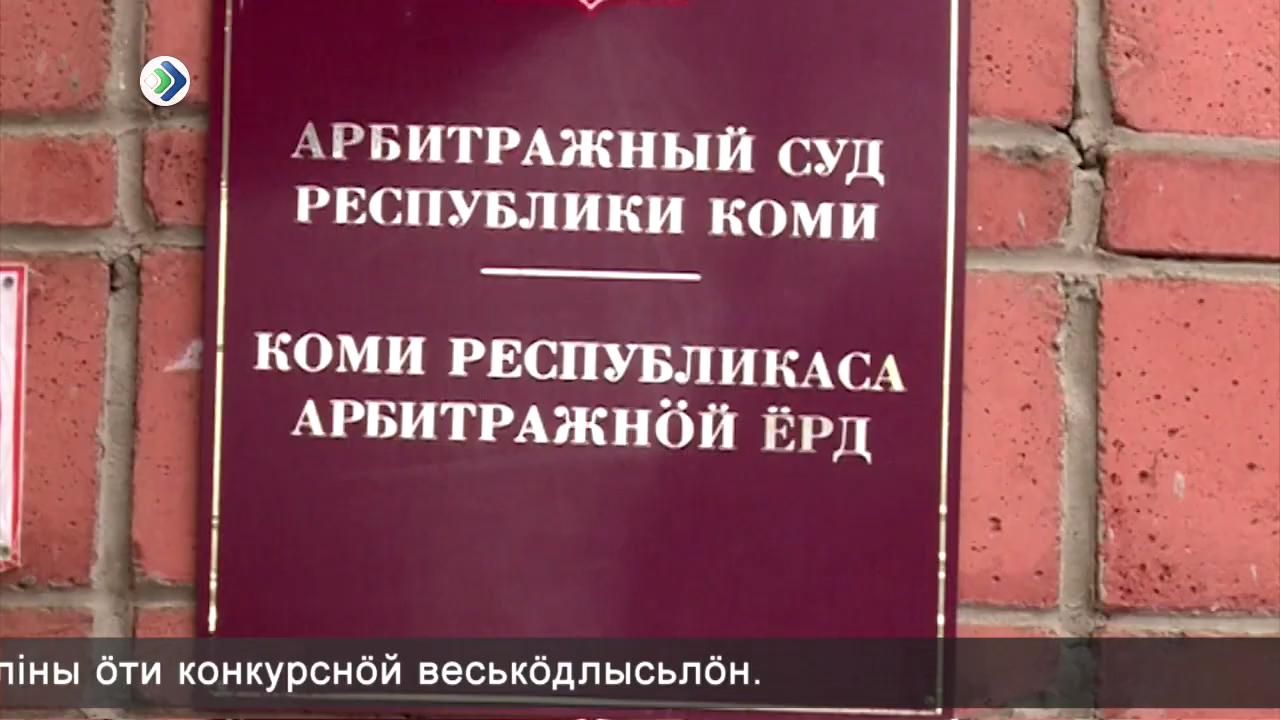 АРБИТРАЖНЫЙ СУД
РЕСПУБЛИКИ КОМИ
КОМИ РЕСПУБЛИКАСА
АРБИТРАЖНӦЙ ЁРД
ӧти конкурснӧй веськӧдлысьлӧн.